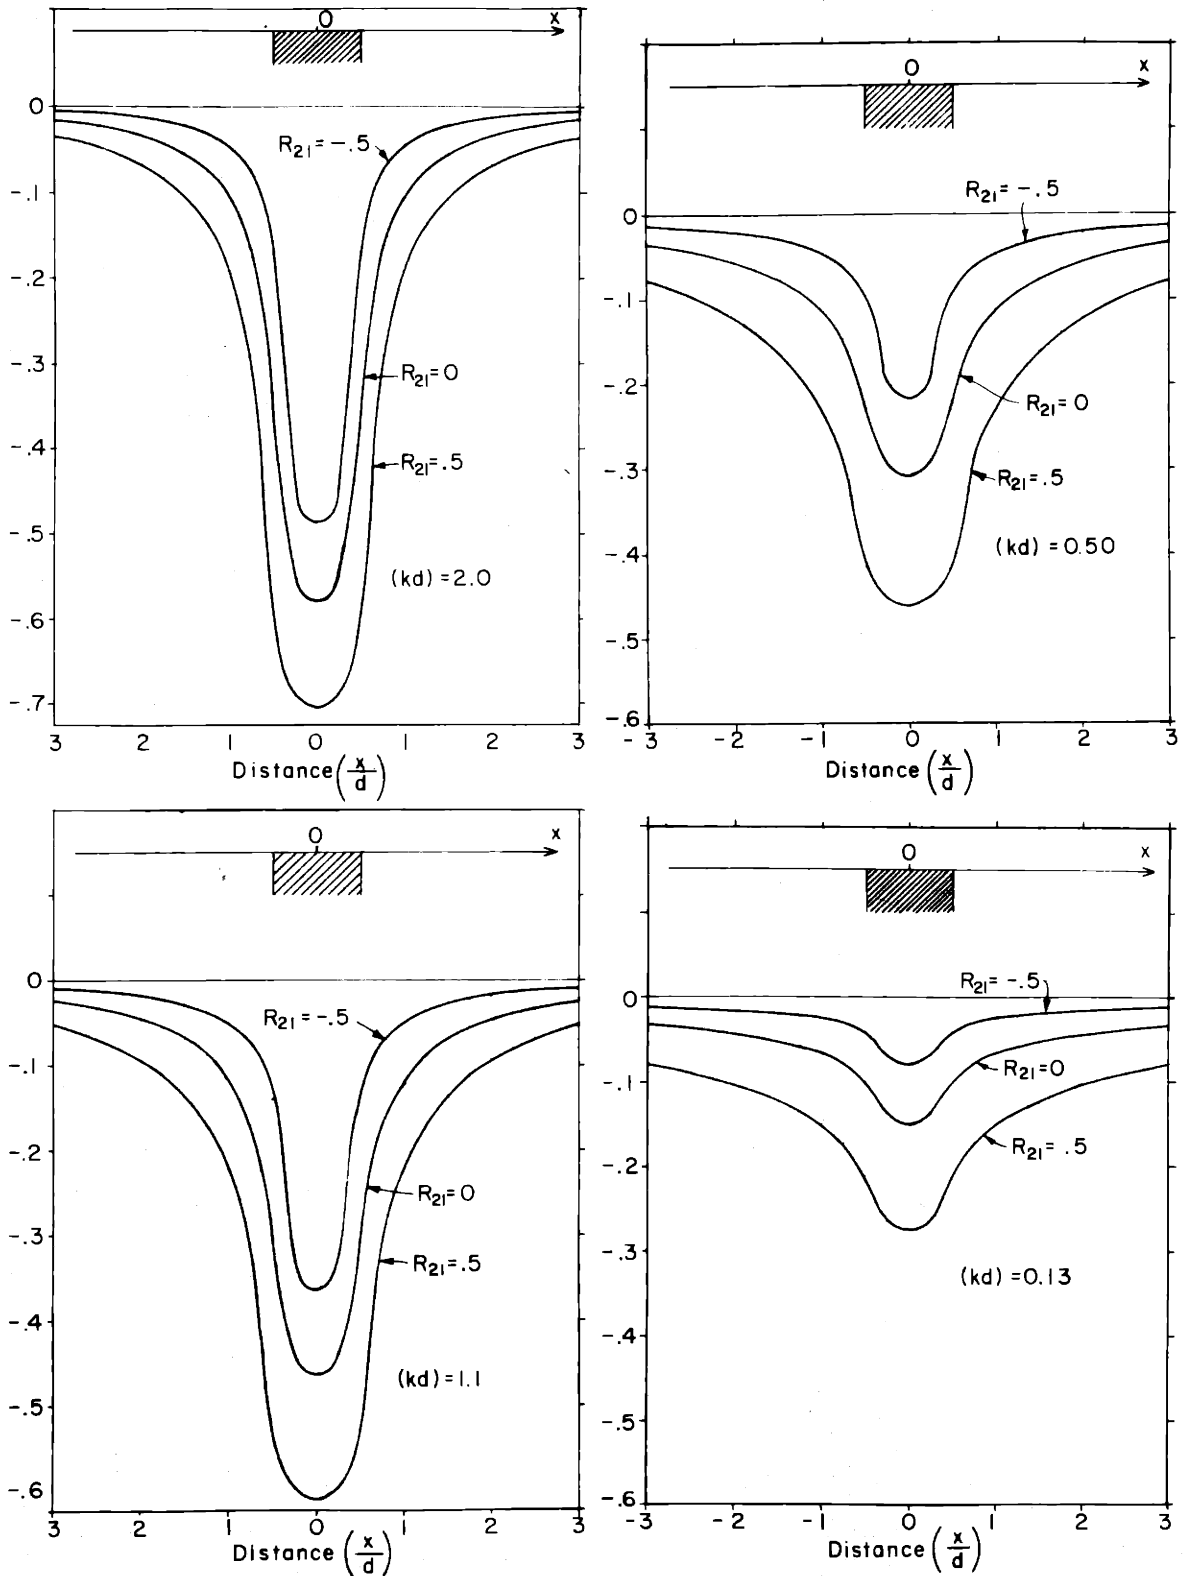 0 x
0
-.1
-.2
-.3
-.4
-.5
-.6
-.7
R21 = -.5
R21 = 0
R21 = .5
(kd) = 2.0
3 2 1 0 1 2 3
Distance (x/d)
0 x
0
-.1
-.2
-.3
-.4
-.5
-.6
R21 = -.5
R21 = 0
R21 = .5
(kd) = 0.50
-3 -2 -1 0 1 2 3
Distance (x/d)
0 x
0
-.1
-.2
-.3
-.4
-.5
-.6
R21 = -.5
R21 = 0
R21 = .5
(kd) = 1.1
3 2 1 0 1 2 3
Distance (x/d)
0 x
0
-.1
-.2
-.3
-.4
-.5
-.6
R21 = -.5
R21 = 0
R21 = .5
(kd) = 0.13
-3 -2 -1 0 1 2 3
Distance (x/d)